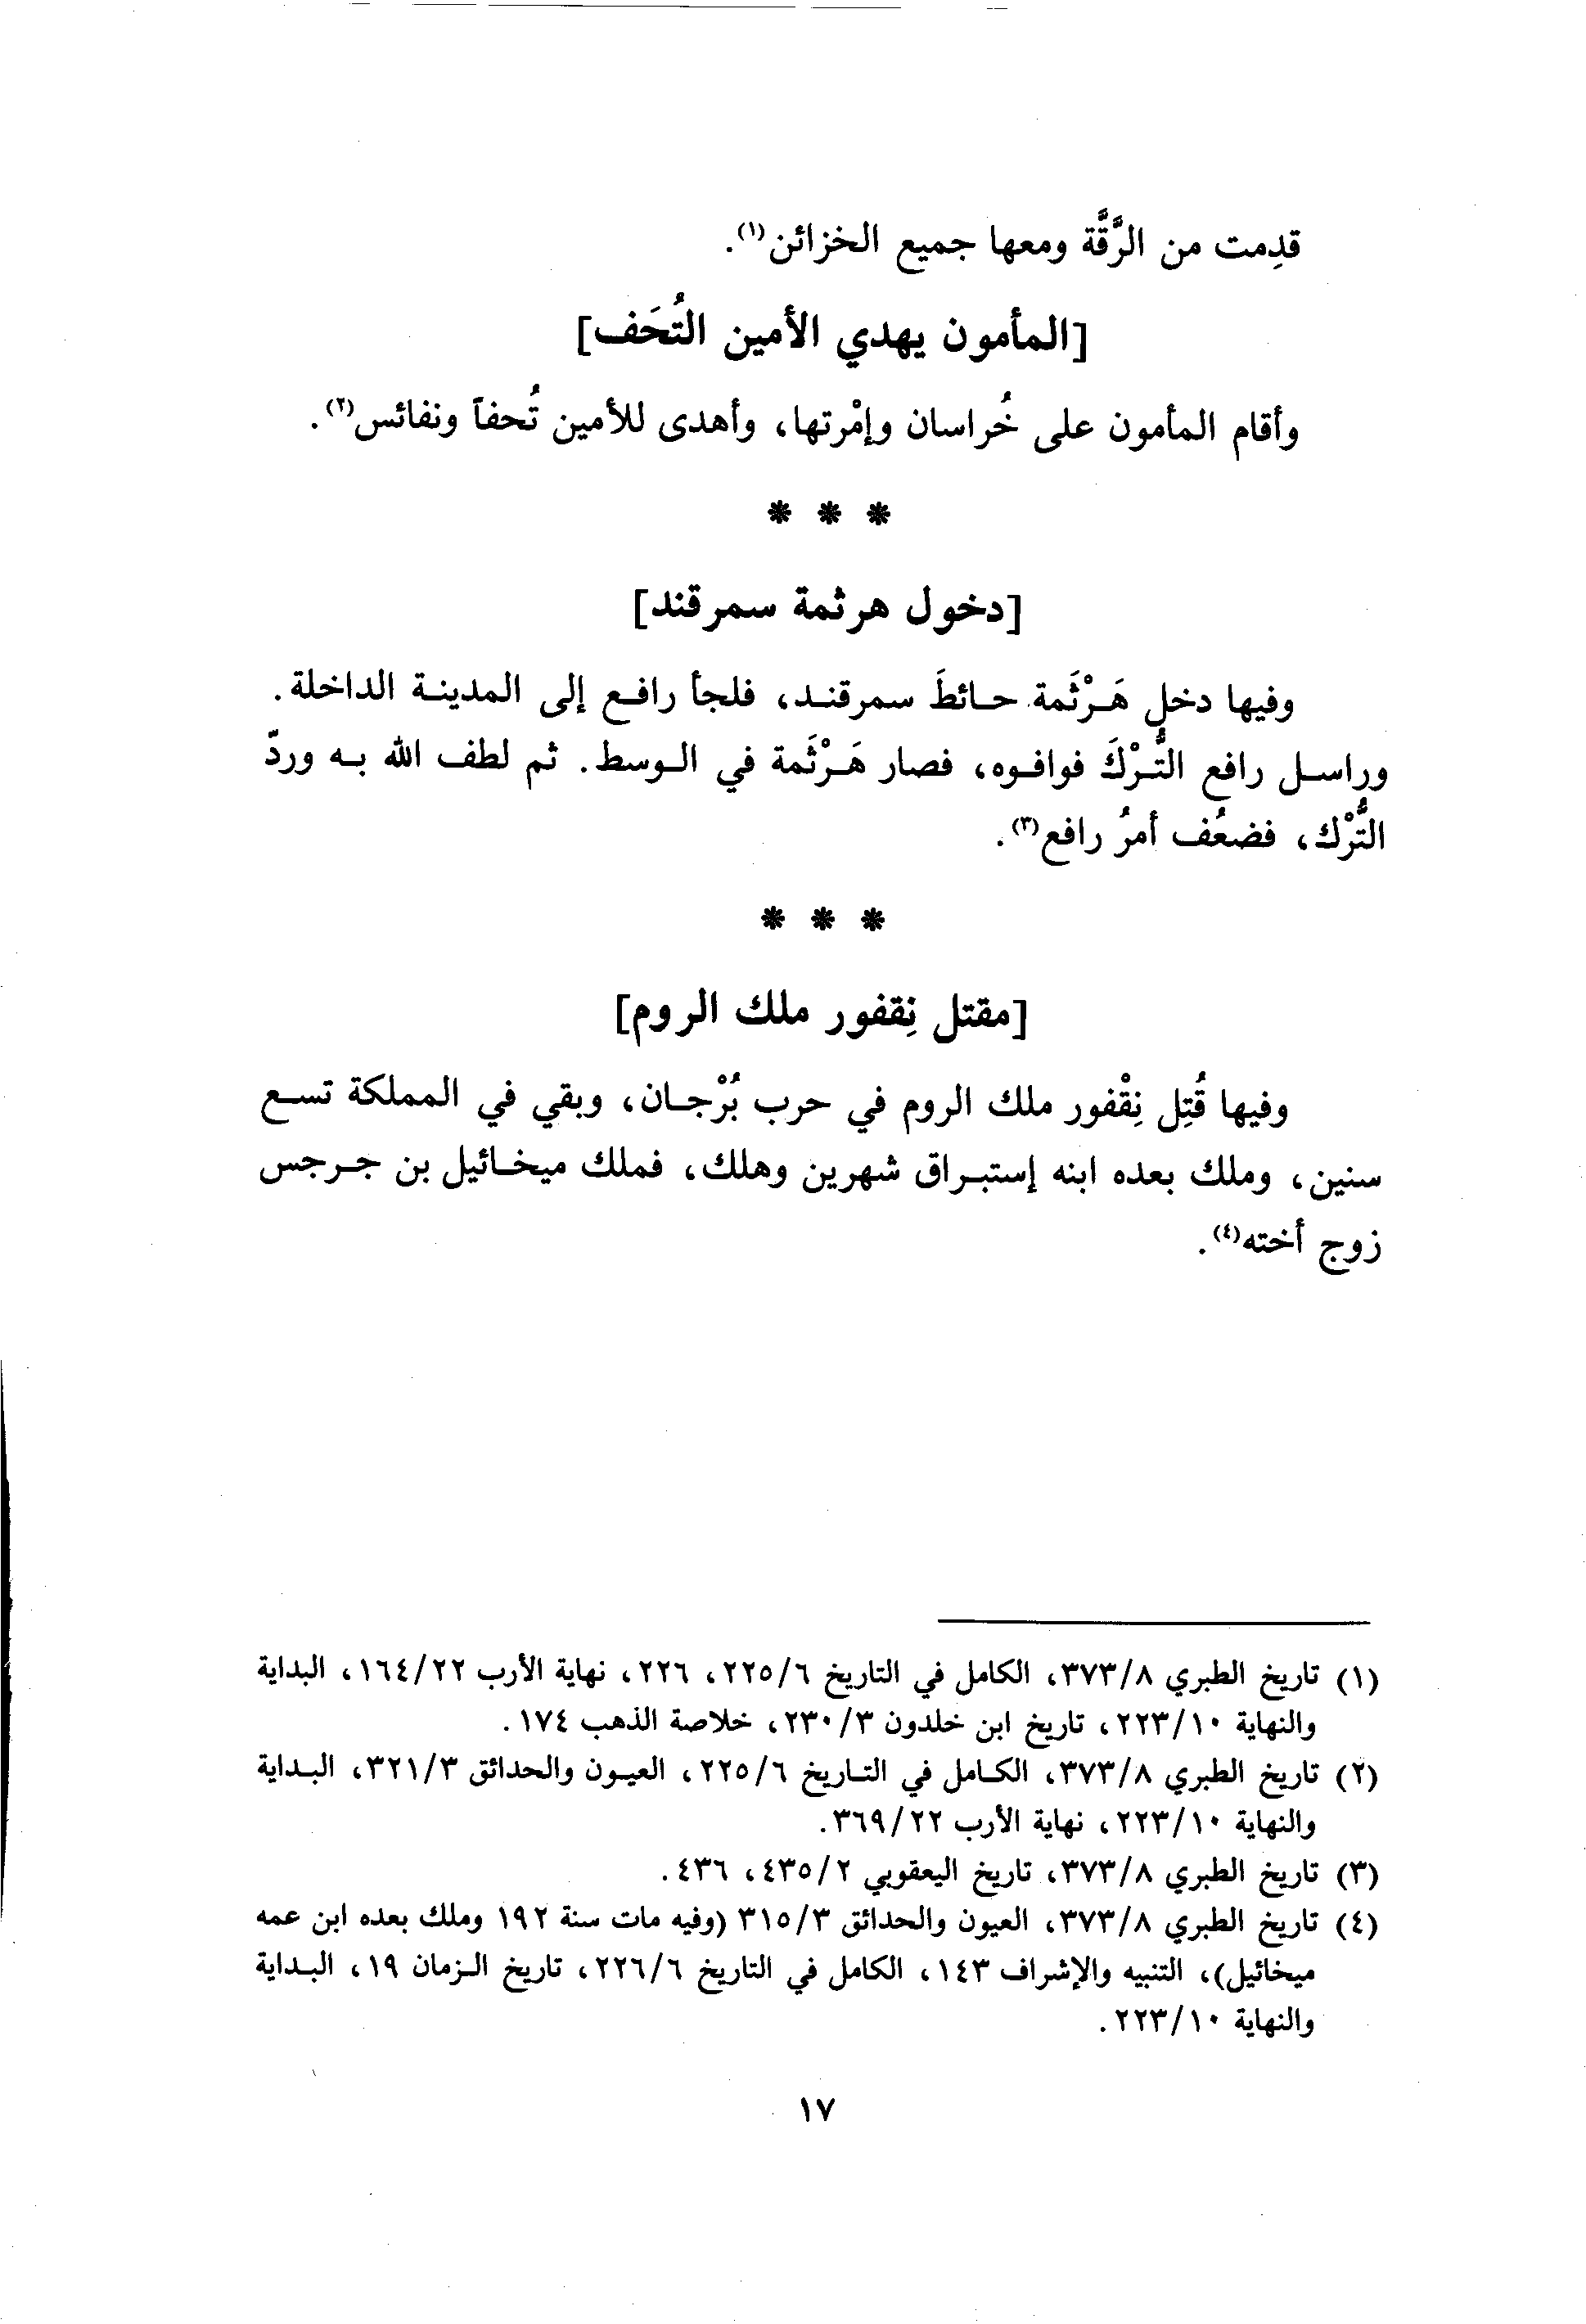 قدِمت من الرَّقَّة ومعها جميع الخزائن(١).
[المأمون يهدي الأمين التُحَف]
وأقام المأمون على خُراسان وإمْرتها، وأهدى للأمين تُحفاً ونفائس(٢).
* * *
[دخول هرثمة سمرقند]
وفيها دخل هَرْثَمة حائطَ سمرقند، فلجأ رافع إلى المدينة الداخلة.
وراسل رافع التُّرْكَ فوافوه، فصار هَرْثَمة في الوسط. ثم لطف الله به وردّ
التُّرْك، فضعُف أمرُ رافع(٣).
* * *
[مقتل نِقفور ملك الروم]
وفيها قُتِل نِقْفور ملك الروم في حرب بُرْجان، وبقي في المملكة تسع
سنين، وملك بعده ابنه إستبراق شهرين وهلك، فملك ميخائيل بن جرجس
زوج أخته(٤).
(١) تاريخ الطبري ٣٧٣/٨، الكامل في التاريخ ٢٢٥/٦، ٢٢٦، نهاية الأرب ١٦٤/٢٢، البداية
والنهاية ٢٢٣/١٠، تاريخ ابن خلدون ٢٣٠/٣، خلاصة الذهب ١٧٤.
(٢) تاريخ الطبري ٣٧٣/٨، الكامل في التاريخ ٢٢٥/٦، العيون والحدائق ٣٢١/٣، البداية
والنهاية ٢٢٣/١٠، نهاية الأرب ٣٦٩/٢٢.
(٣) تاريخ الطبري ٣٧٣/٨، تاريخ اليعقوبي ٤٣٥/٢، ٤٣٦.
(٤) تاريخ الطبري ٣٧٣/٨، العيون والحدائق ٣١٥/٣ (وفيه مات سنة ١٩٢ وملك بعده ابن عمه
ميخائيل)، التنبيه والإشراف ١٤٣، الكامل في التاريخ ٢٢٦/٦، تاريخ الزمان ١٩، البداية
والنهاية ٢٢٣/١٠.
١٧